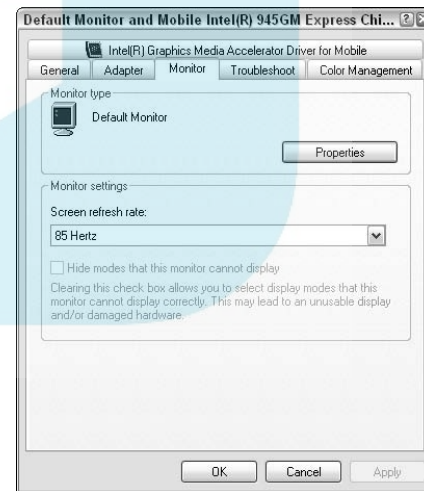 Default Monitor and Mobile Intel(R) 945GM Express Chi...
Intel(R) Graphics Media Accelerator Driver for Mobile
General Adapter Monitor Troubleshoot Color Management
Monitor type
Default Monitor
Properties
Monitor settings
Screen refresh rate:
85 Hertz
Hide modes that this monitor cannot display
Clearing this check box allows you to select display modes that this
monitor cannot display correctly. This may lead to an unusable display
and/or damaged hardware.
OK Cancel Apply